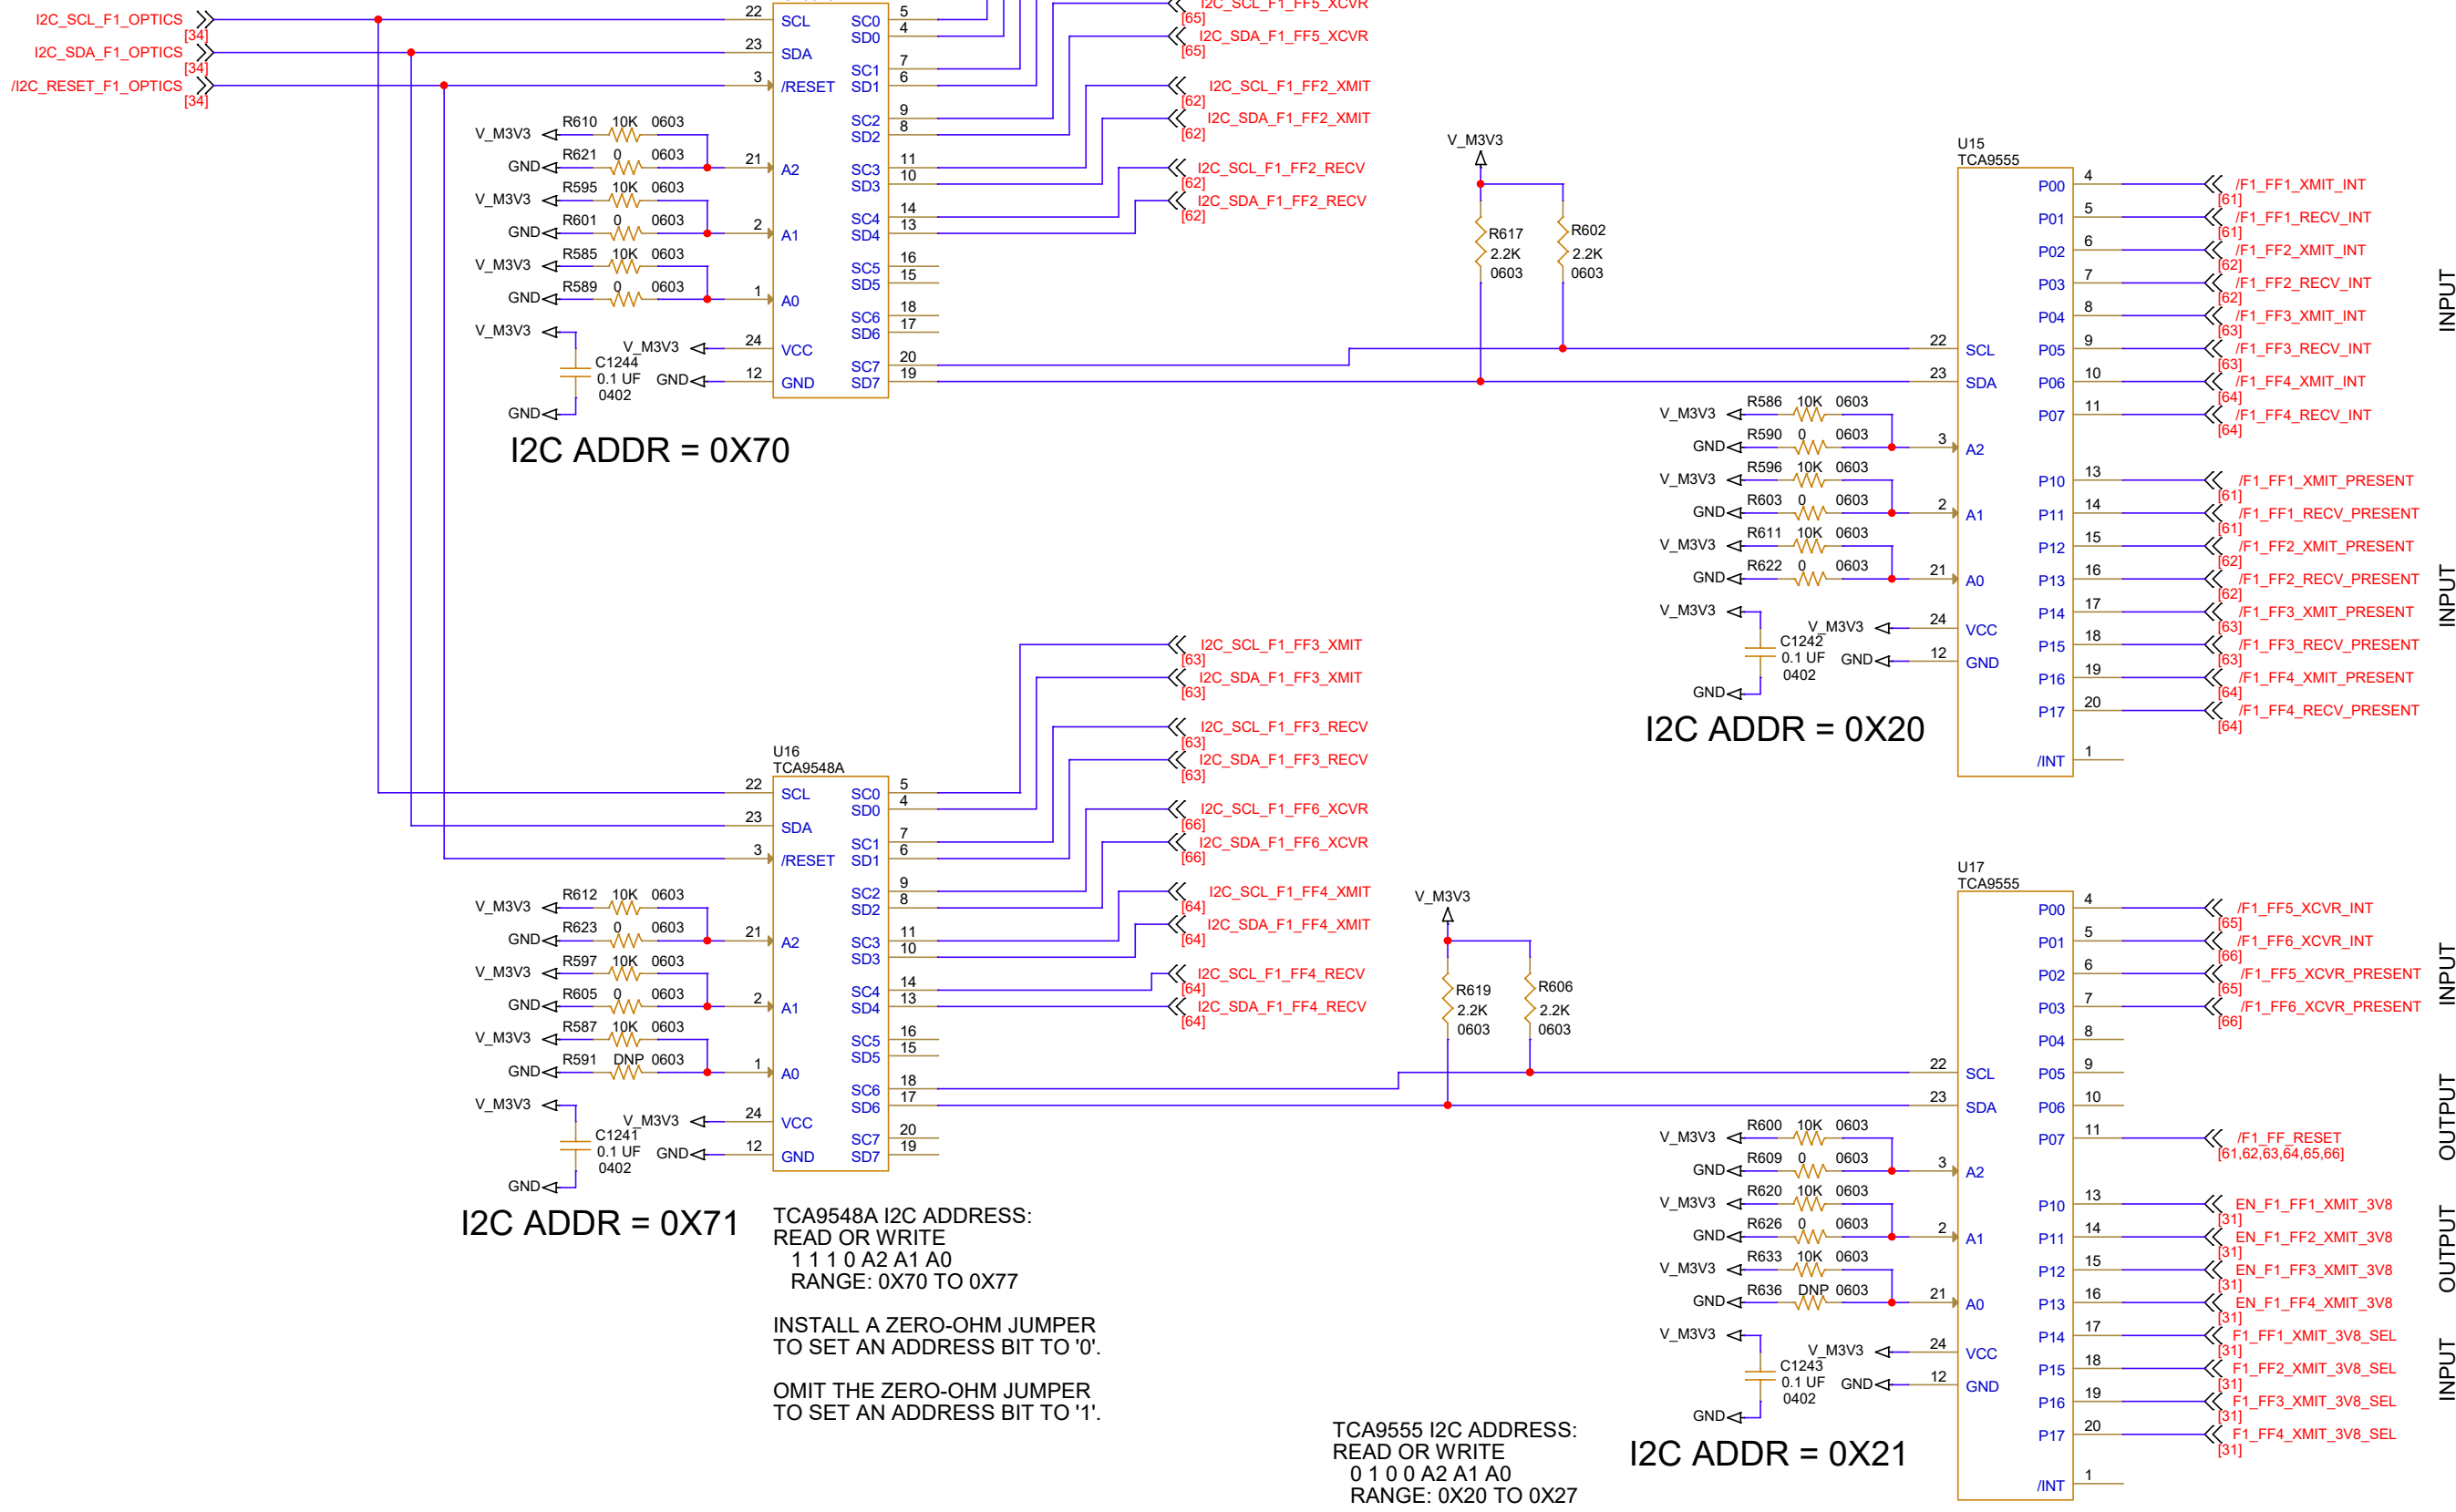 I2C_SCL_F1_OPTICS
[34]
I2C_SDA_F1_OPTICS
[34]
/I2C_RESET_F1_OPTICS
[34]
22 SCL SC0 5
SD0 4
23 SDA
SC1 7
3 /RESET SD1 6
SC2 9
SD2 8
21 A2 SC3 11
SD3 10
SC4 14
2 A1 SD4 13
SC5 16
SD5 15
1 A0
SC6 18
SD6 17
24 VCC
SC7 20
12 GND SD7 19
V_M3V3 R610 10K 0603
GND R621 0 0603
V_M3V3 R595 10K 0603
GND R601 0 0603
V_M3V3 R585 10K 0603
GND R589 0 0603
V_M3V3
V_M3V3
C1244
0.1 UF GND
0402
GND
I2C ADDR = 0X70
I2C_SCL_F1_FF5_XCVR
[65]
I2C_SDA_F1_FF5_XCVR
[65]
I2C_SCL_F1_FF2_XMIT
[62]
I2C_SDA_F1_FF2_XMIT
[62]
I2C_SCL_F1_FF2_RECV
[62]
I2C_SDA_F1_FF2_RECV
[62]
V_M3V3
R617 R602
2.2K 2.2K
0603 0603
U15
TCA9555
P00 4 /F1_FF1_XMIT_INT
[61]
P01 5 /F1_FF1_RECV_INT
[61]
P02 6 /F1_FF2_XMIT_INT
[62]
P03 7 /F1_FF2_RECV_INT
[62]
P04 8 /F1_FF3_XMIT_INT
[63]
22 SCL P05 9 /F1_FF3_RECV_INT
[63]
23 SDA P06 10 /F1_FF4_XMIT_INT
[64]
P07 11 /F1_FF4_RECV_INT
[64]
INPUT
V_M3V3 R586 10K 0603
GND R590 0 0603 3 A2
V_M3V3 R596 10K 0603
GND R603 0 0603 2 A1
V_M3V3 R611 10K 0603
GND R622 0 0603 21 A0
V_M3V3
V_M3V3 24 VCC
C1242
0.1 UF GND 12 GND
0402
GND
P10 13 /F1_FF1_XMIT_PRESENT
[61]
P11 14 /F1_FF1_RECV_PRESENT
[61]
P12 15 /F1_FF2_XMIT_PRESENT
[62]
P13 16 /F1_FF2_RECV_PRESENT
[62]
P14 17 /F1_FF3_XMIT_PRESENT
[63]
P15 18 /F1_FF3_RECV_PRESENT
[63]
P16 19 /F1_FF4_XMIT_PRESENT
[64]
P17 20 /F1_FF4_RECV_PRESENT
[64]
INPUT
/INT 1
I2C ADDR = 0X20
U16
TCA9548A
22 SCL SC0 5
SD0 4
23 SDA
SC1 7
3 /RESET SD1 6
SC2 9
SD2 8
21 A2 SC3 11
SD3 10
SC4 14
2 A1 SD4 13
SC5 16
SD5 15
1 A0
SC6 18
SD6 17
24 VCC
SC7 20
12 GND SD7 19
V_M3V3 R612 10K 0603
GND R623 0 0603
V_M3V3 R597 10K 0603
GND R605 0 0603
V_M3V3 R587 10K 0603
GND R591 DNP 0603
V_M3V3
V_M3V3
C1241
0.1 UF GND
0402
GND
I2C ADDR = 0X71
I2C_SCL_F1_FF3_XMIT
[63]
I2C_SDA_F1_FF3_XMIT
[63]
I2C_SCL_F1_FF3_RECV
[63]
I2C_SDA_F1_FF3_RECV
[63]
I2C_SCL_F1_FF6_XCVR
[66]
I2C_SDA_F1_FF6_XCVR
[66]
I2C_SCL_F1_FF4_XMIT
[64]
I2C_SDA_F1_FF4_XMIT
[64]
I2C_SCL_F1_FF4_RECV
[64]
I2C_SDA_F1_FF4_RECV
[64]
V_M3V3
R619 R606
2.2K 2.2K
0603 0603
TCA9548A I2C ADDRESS:
READ OR WRITE
1 1 1 0 A2 A1 A0
RANGE: 0X70 TO 0X77
INSTALL A ZERO-OHM JUMPER
TO SET AN ADDRESS BIT TO '0'.
OMIT THE ZERO-OHM JUMPER
TO SET AN ADDRESS BIT TO '1'.
U17
TCA9555
P00 4 /F1_FF5_XCVR_INT
[65]
P01 5 /F1_FF6_XCVR_INT
[66]
P02 6 /F1_FF5_XCVR_PRESENT
[65]
P03 7 /F1_FF6_XCVR_PRESENT
[66]
INPUT
P04 8
22 SCL P05 9
23 SDA P06 10
P07 11 /F1_FF_RESET
[61,62,63,64,65,66]
OUTPUT
V_M3V3 R600 10K 0603
GND R609 0 0603 3 A2
V_M3V3 R620 10K 0603
GND R626 0 0603 2 A1
V_M3V3 R633 10K 0603
GND R636 DNP 0603 21 A0
V_M3V3
V_M3V3 24 VCC
C1243
0.1 UF GND 12 GND
0402
GND
P10 13 EN_F1_FF1_XMIT_3V8
[31]
P11 14 EN_F1_FF2_XMIT_3V8
[31]
P12 15 EN_F1_FF3_XMIT_3V8
[31]
P13 16 EN_F1_FF4_XMIT_3V8
[31]
OUTPUT
P14 17 F1_FF1_XMIT_3V8_SEL
[31]
P15 18 F1_FF2_XMIT_3V8_SEL
[31]
P16 19 F1_FF3_XMIT_3V8_SEL
[31]
P17 20 F1_FF4_XMIT_3V8_SEL
[31]
INPUT
/INT 1
I2C ADDR = 0X21
TCA9555 I2C ADDRESS:
READ OR WRITE
0 1 0 0 A2 A1 A0
RANGE: 0X20 TO 0X27